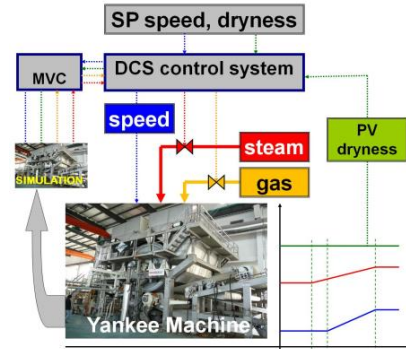 SP speed, dryness
MVC
DCS control system
speed
PV
dryness
steam
SIMULATION
gas
Yankee Machine